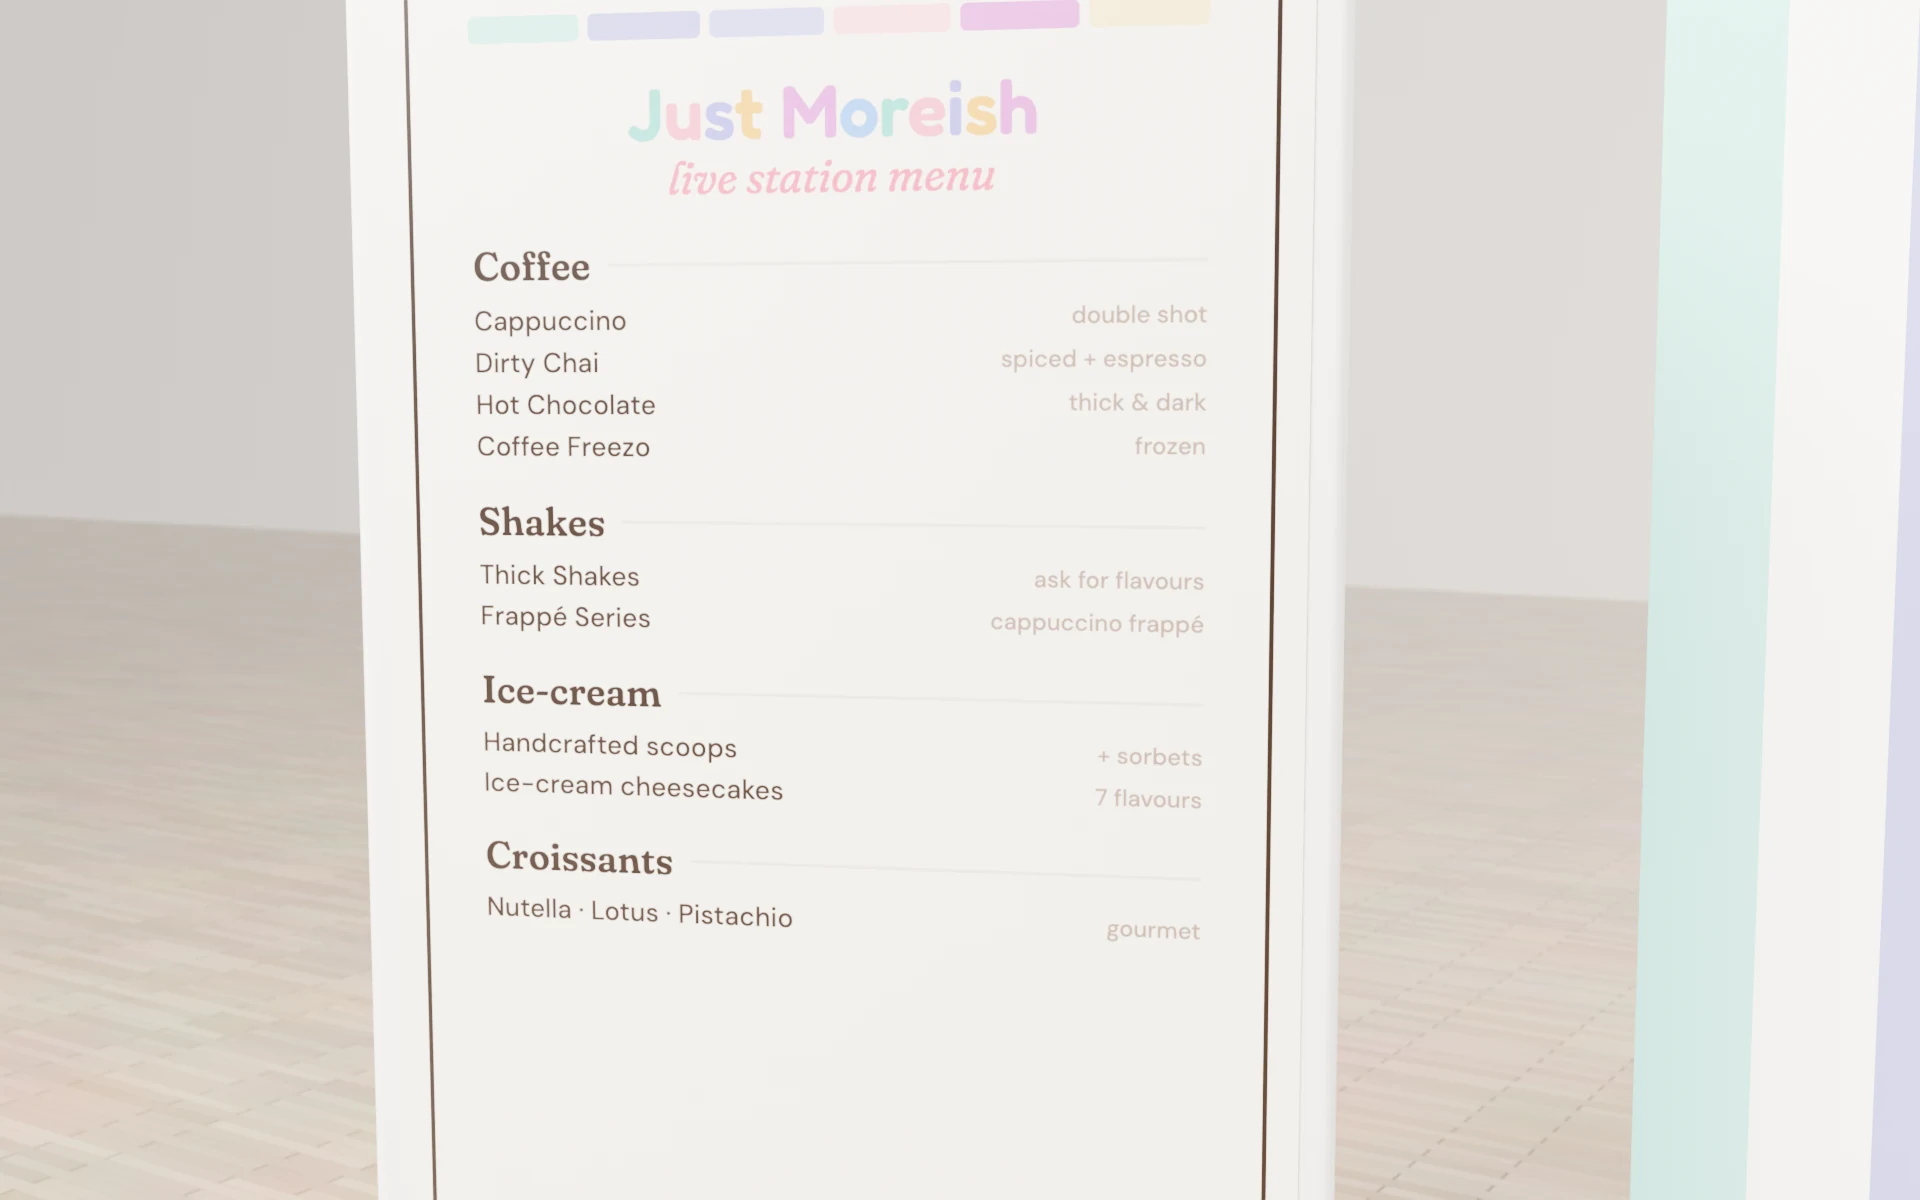 Just Moreish
live station menu
Coffee
Cappuccino double shot
Dirty Chai spiced + espresso
Hot Chocolate thick & dark
Coffee Freezo frozen
Shakes
Thick Shakes ask for flavours
Frappé Series cappuccino frappé
Ice-cream
Handcrafted scoops + sorbets
Ice-cream cheesecakes 7 flavours
Croissants
Nutella · Lotus · Pistachio gourmet